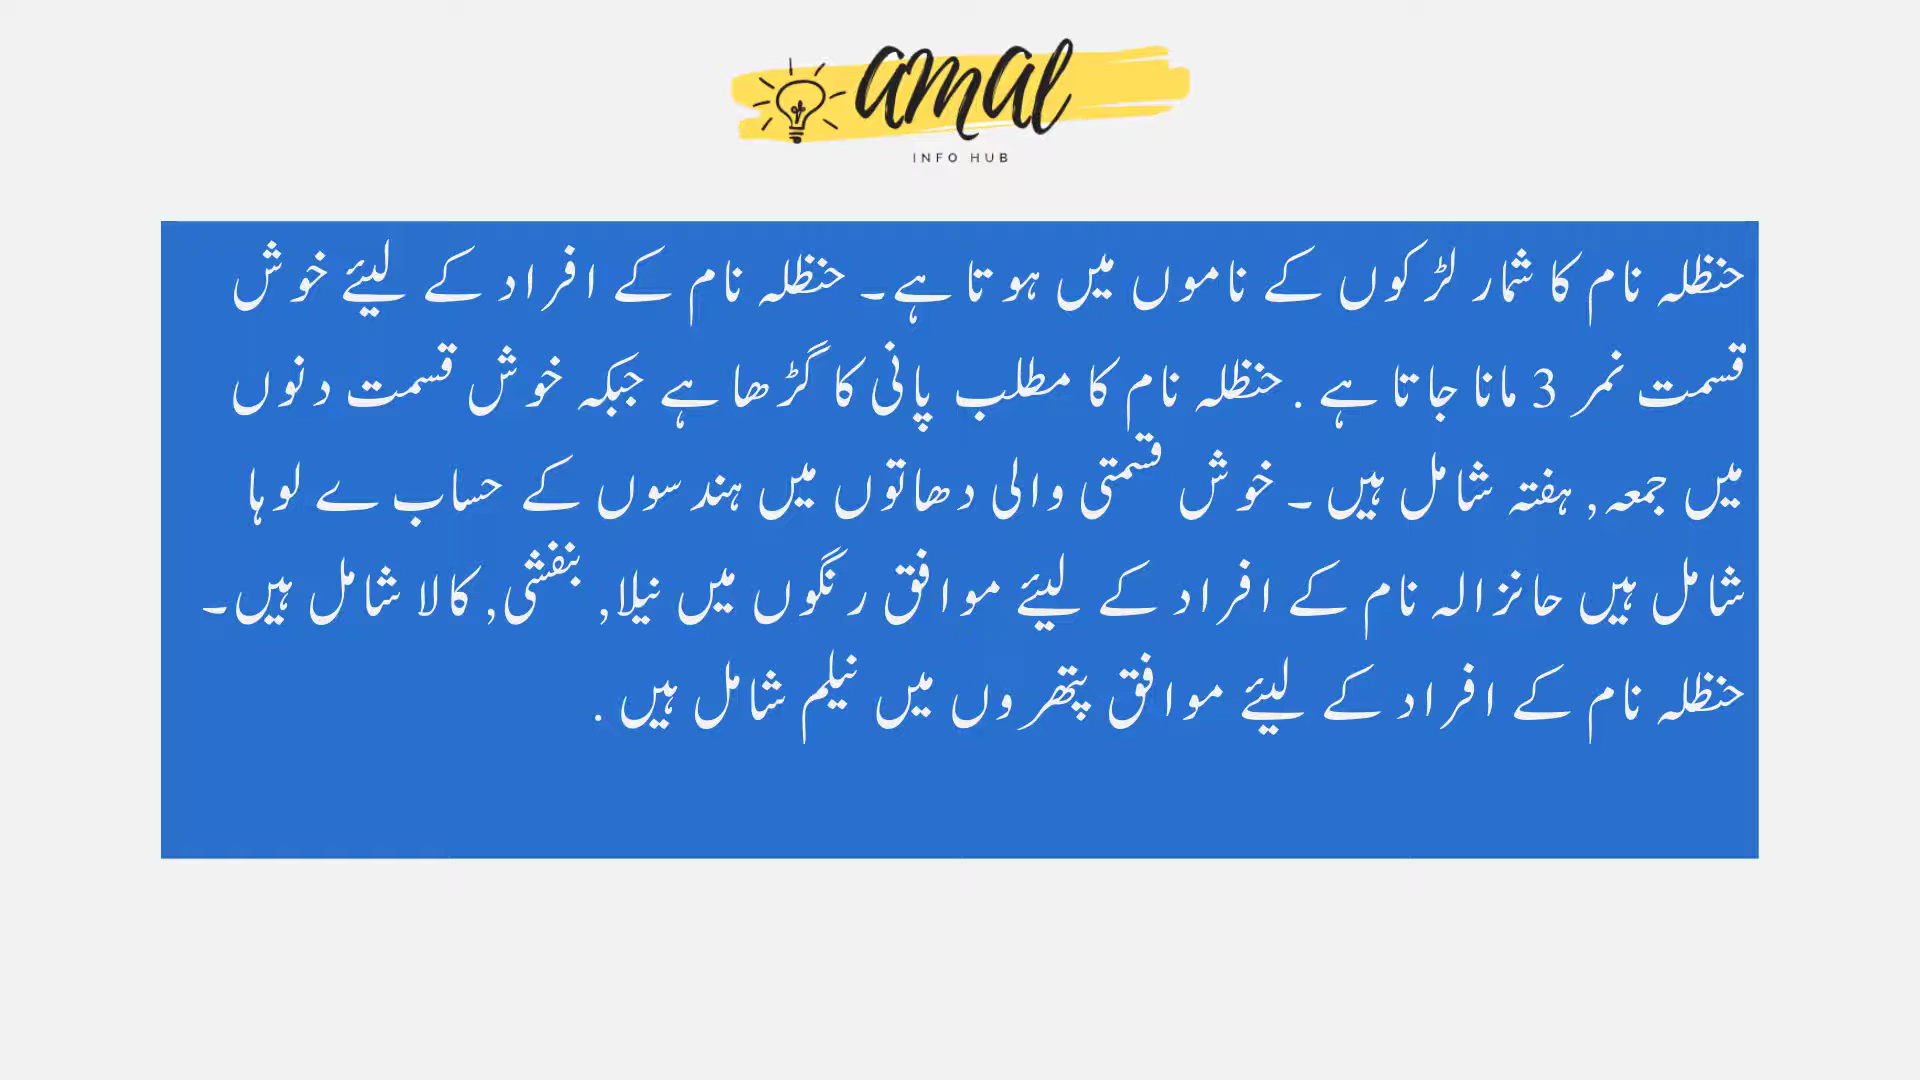 amal
INFO HUB
حنظلہ نام کا شمار لڑکوں کے ناموں میں ہوتا ہے۔ حنظلہ نام کے افراد کے لیئے خوش
قسمت نمر 3 مانا جاتا ہے . حنظلہ نام کا مطلب پانی کا گڑھا ہے جبکہ خوش قسمت دنوں
میں جمعہ, ہفتہ شامل ہیں ۔ خوش قسمتی والی دھاتوں میں ہندسوں کے حساب ے لوہا
شامل ہیں حانزالہ نام کے افراد کے لیئے موافق رنگوں میں نیلا, بنفشی, کالا شامل ہیں۔
حنظلہ نام کے افراد کے لیئے موافق پتھروں میں نیلم شامل ہیں .